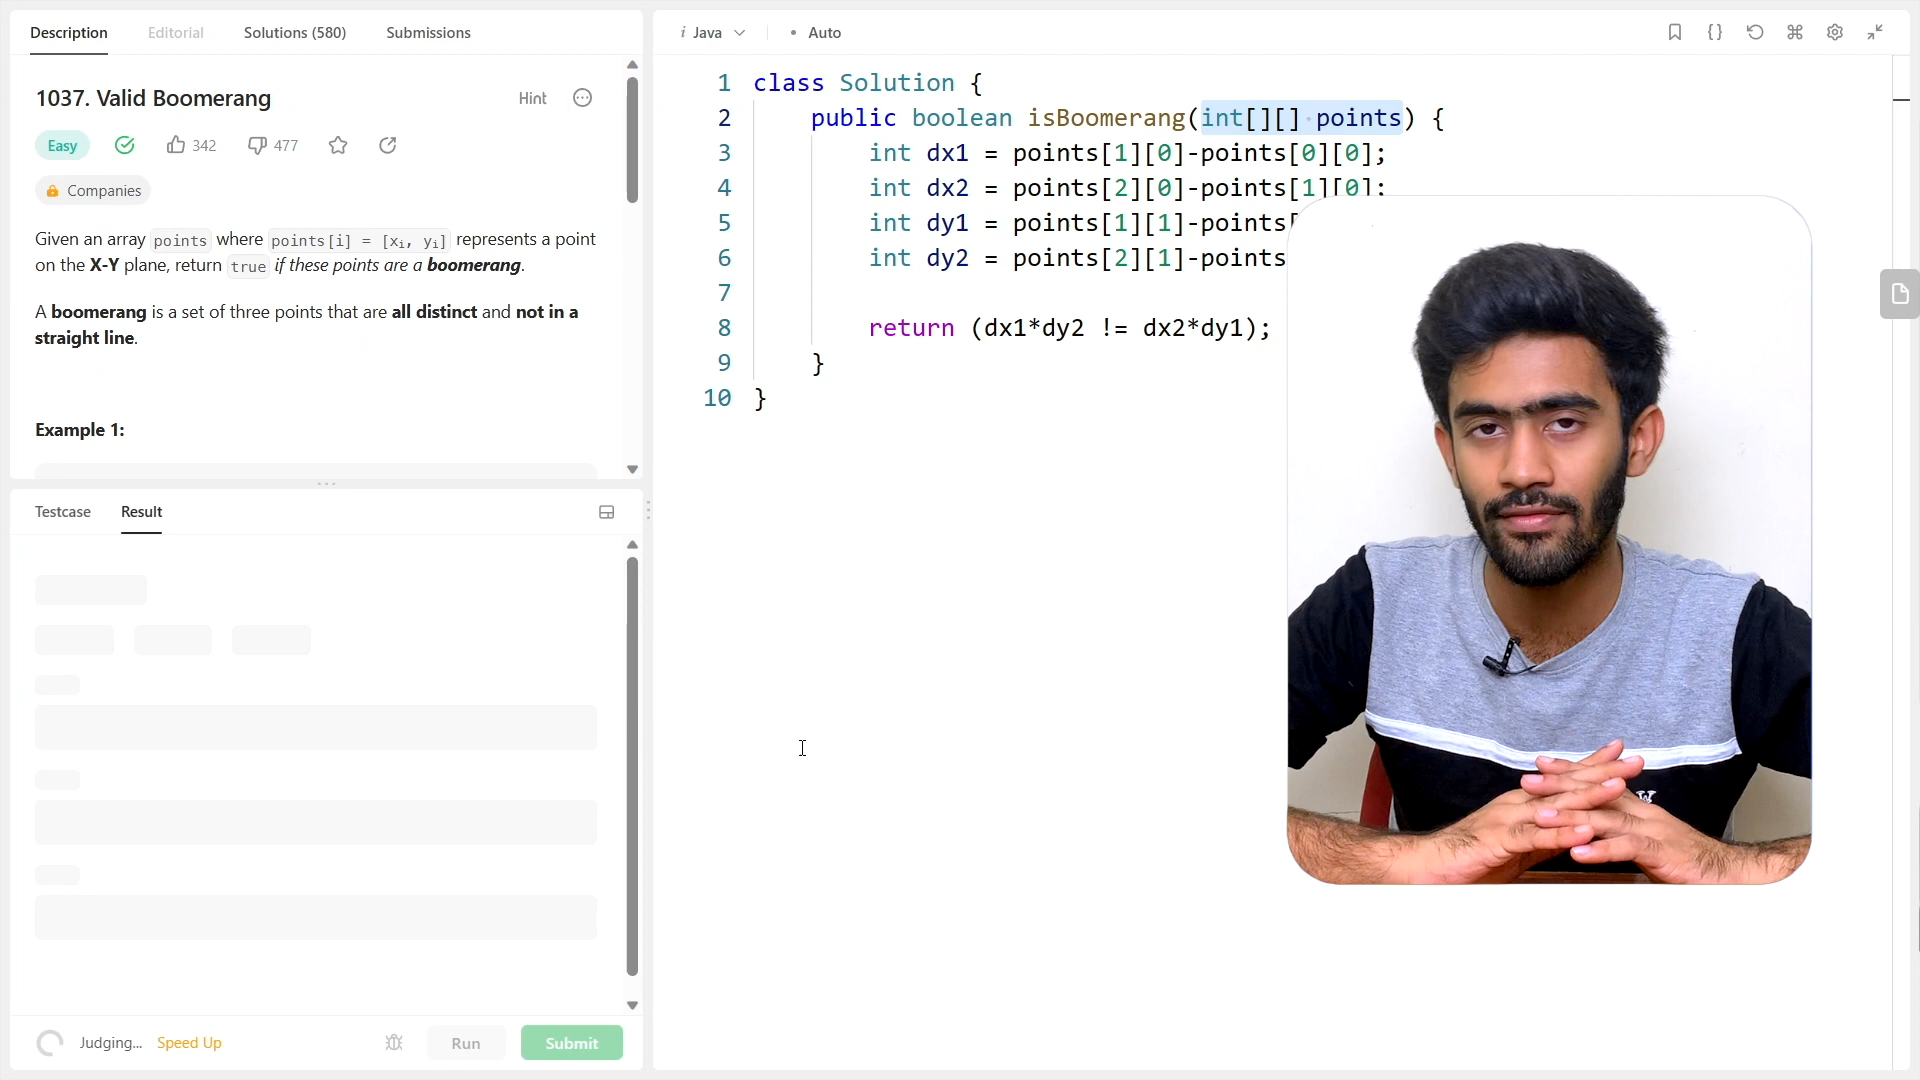 Description Editorial Solutions (580) Submissions
1037. Valid Boomerang Hint
Easy 342 477
Companies
Given an array points where points[i] = [xᵢ, yᵢ] represents a point
on the X-Y plane, return true if these points are a boomerang.
A boomerang is a set of three points that are all distinct and not in a
straight line.
Example 1:
Testcase Result
Judging... Speed Up Run Submit
i Java • Auto
1 class Solution {
2 public boolean isBoomerang(int[][] points) {
3 int dx1 = points[1][0]-points[0][0];
4 int dx2 = points[2][0]-points[1][0];
5 int dy1 = points[1][1]-points[
6 int dy2 = points[2][1]-points
7
8 return (dx1*dy2 != dx2*dy1);
9 }
10 }